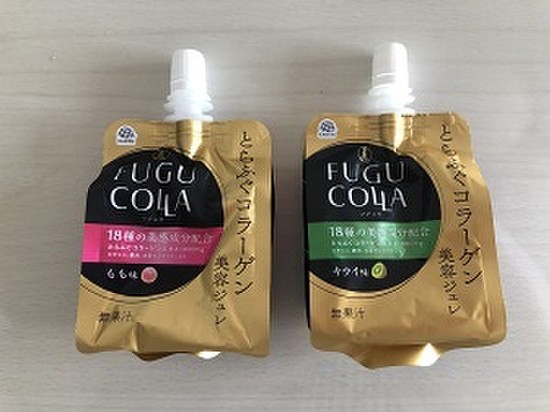 FUGU
COLLA
フグコラ
18種の美感成分配合
もも味
とらふぐコラーゲン
美容ジュレ
無果汁
FUGU
COLLA
フグコラ
18種の美感成分配合
キウイ味
とらふぐコラーゲン
美容ジュレ
無果汁